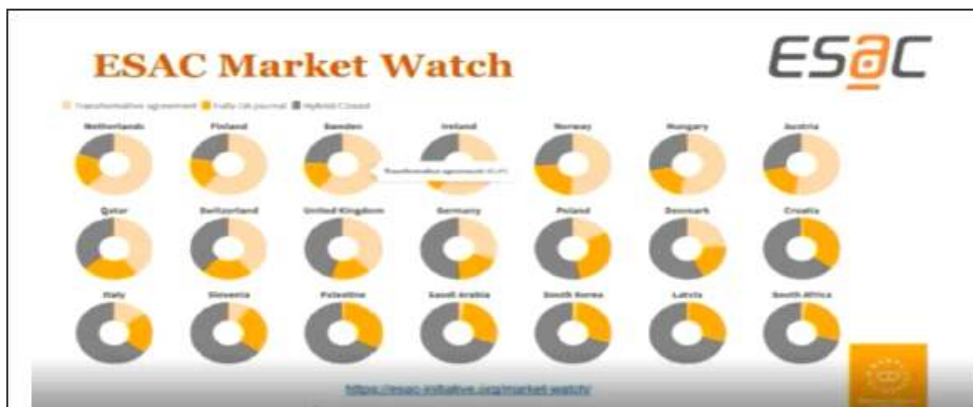 ESAC Market Watch
ESAC
Transformative agreement Fully OA journal Hybrid/Closed
Netherlands Finland Sweden Ireland Norway Hungary Austria
Transformative agreement
Qatar Switzerland United Kingdom Germany Poland Denmark Croatia
Italy Slovenia Palestine Saudi Arabia South Korea Latvia South Africa
https://esac-initiative.org/market-watch/